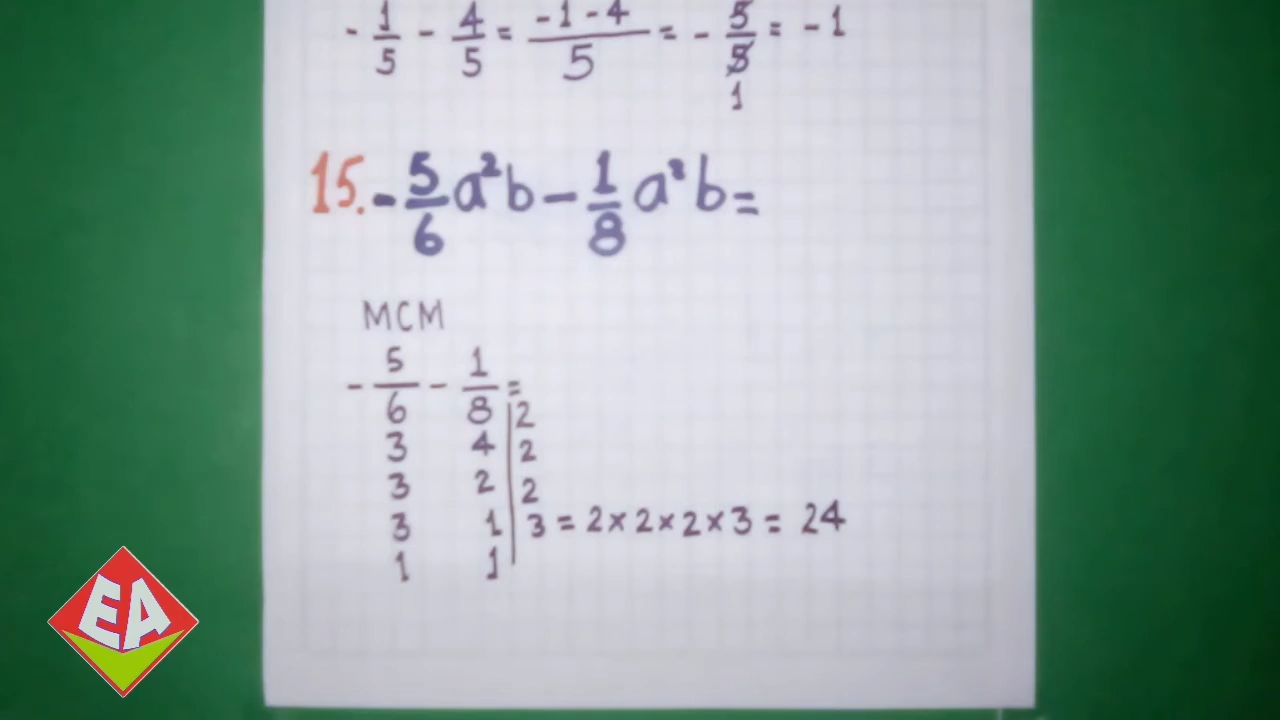 - 1/5 - 4/5 = -1-4/5 = - 5/5 = -1
1
15. - 5/6 a²b - 1/8 a²b =
MCM
- 5/6 - 1/8 =
6 8 | 2
3 4 | 2
3 2 | 2
3 1 | 3 = 2×2×2×3 = 24
1 1
EA